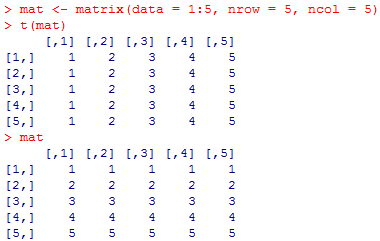 > mat <- matrix(data = 1:5, nrow = 5, ncol = 5)
> t(mat)
     [,1] [,2] [,3] [,4] [,5]
[1,]    1    2    3    4    5
[2,]    1    2    3    4    5
[3,]    1    2    3    4    5
[4,]    1    2    3    4    5
[5,]    1    2    3    4    5
> mat
     [,1] [,2] [,3] [,4] [,5]
[1,]    1    1    1    1    1
[2,]    2    2    2    2    2
[3,]    3    3    3    3    3
[4,]    4    4    4    4    4
[5,]    5    5    5    5    5